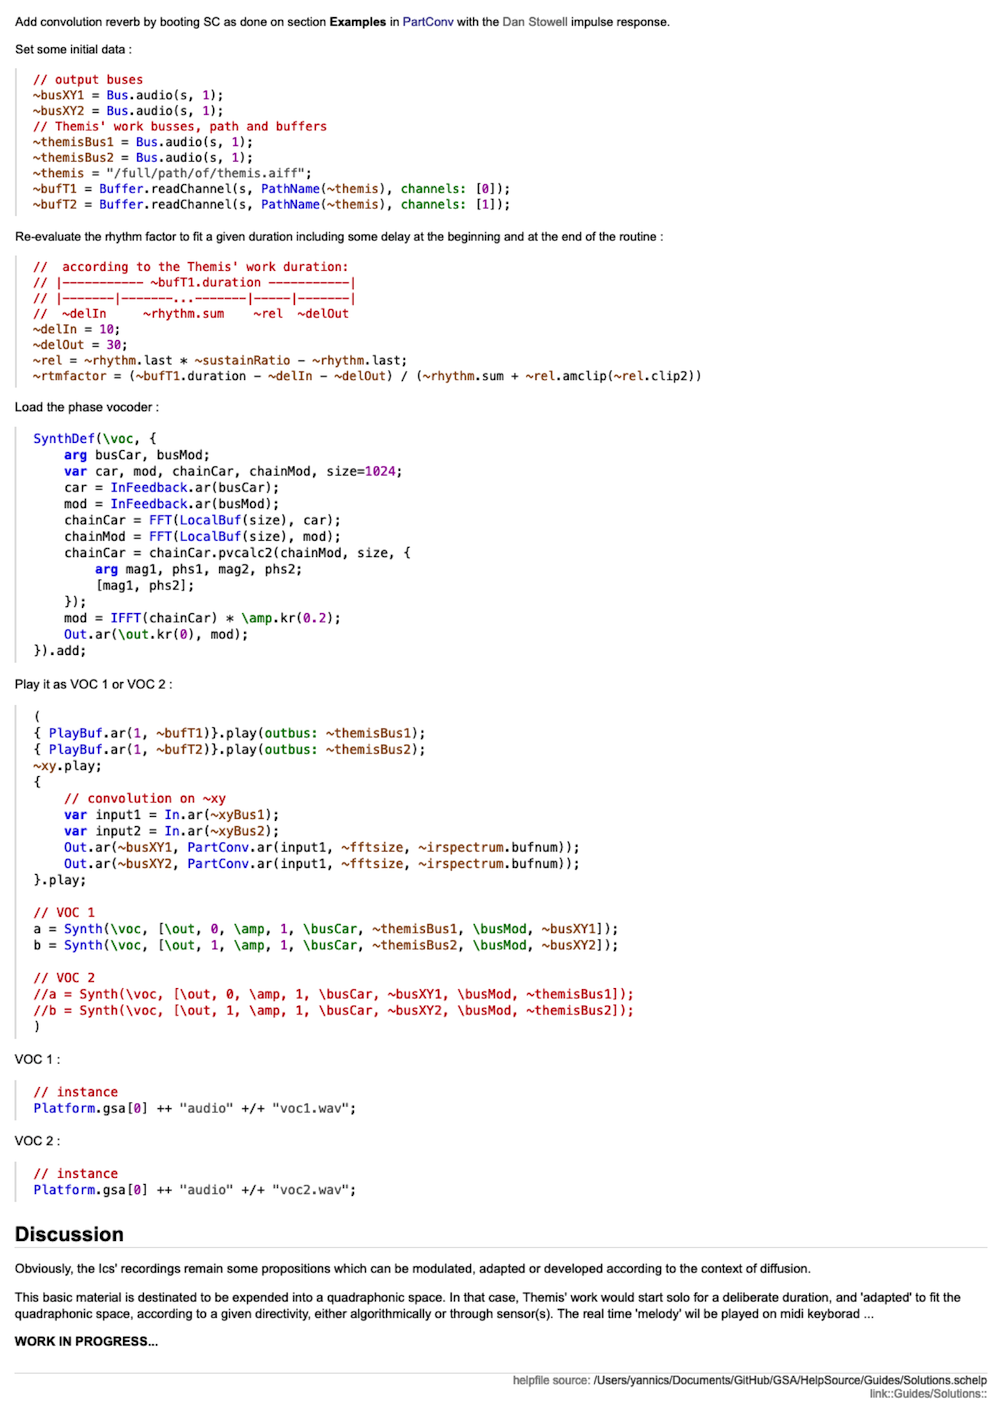 Add convolution reverb by booting SC as done on section Examples in PartConv with the Dan Stowell impulse response.
Set some initial data :
// output buses
~busXY1 = Bus.audio(s, 1);
~busXY2 = Bus.audio(s, 1);
// Themis' work busses, path and buffers
~themisBus1 = Bus.audio(s, 1);
~themisBus2 = Bus.audio(s, 1);
~themis = "/full/path/of/themis.aiff";
~bufT1 = Buffer.readChannel(s, PathName(~themis), channels: [0]);
~bufT2 = Buffer.readChannel(s, PathName(~themis), channels: [1]);
Re-evaluate the rhythm factor to fit a given duration including some delay at the beginning and at the end of the routine :
//  according to the Themis' work duration:
// |----------- ~bufT1.duration -----------|
// |-------|-------...-------|-----|-------|
//  ~delIn     ~rhythm.sum    ~rel  ~delOut
~delIn = 10;
~delOut = 30;
~rel = ~rhythm.last * ~sustainRatio - ~rhythm.last;
~rtmfactor = (~bufT1.duration - ~delIn - ~delOut) / (~rhythm.sum + ~rel.amclip(~rel.clip2))
Load the phase vocoder :
SynthDef(\voc, {
    arg busCar, busMod;
    var car, mod, chainCar, chainMod, size=1024;
    car = InFeedback.ar(busCar);
    mod = InFeedback.ar(busMod);
    chainCar = FFT(LocalBuf(size), car);
    chainMod = FFT(LocalBuf(size), mod);
    chainCar = chainCar.pvcalc2(chainMod, size, {
        arg mag1, phs1, mag2, phs2;
        [mag1, phs2];
    });
    mod = IFFT(chainCar) * \amp.kr(0.2);
    Out.ar(\out.kr(0), mod);
}).add;
Play it as VOC 1 or VOC 2 :
(
{ PlayBuf.ar(1, ~bufT1)}.play(outbus: ~themisBus1);
{ PlayBuf.ar(1, ~bufT2)}.play(outbus: ~themisBus2);
~xy.play;
{
    // convolution on ~xy
    var input1 = In.ar(~xyBus1);
    var input2 = In.ar(~xyBus2);
    Out.ar(~busXY1, PartConv.ar(input1, ~fftsize, ~irspectrum.bufnum));
    Out.ar(~busXY2, PartConv.ar(input1, ~fftsize, ~irspectrum.bufnum));
}.play;
// VOC 1
a = Synth(\voc, [\out, 0, \amp, 1, \busCar, ~themisBus1, \busMod, ~busXY1]);
b = Synth(\voc, [\out, 1, \amp, 1, \busCar, ~themisBus2, \busMod, ~busXY2]);
// VOC 2
//a = Synth(\voc, [\out, 0, \amp, 1, \busCar, ~busXY1, \busMod, ~themisBus1]);
//b = Synth(\voc, [\out, 1, \amp, 1, \busCar, ~busXY2, \busMod, ~themisBus2]);
)
VOC 1 :
// instance
Platform.gsa[0] ++ "audio" +/+ "voc1.wav";
VOC 2 :
// instance
Platform.gsa[0] ++ "audio" +/+ "voc2.wav";
Discussion
Obviously, the Ics' recordings remain some propositions which can be modulated, adapted or developed according to the context of diffusion.
This basic material is destinated to be expended into a quadraphonic space. In that case, Themis' work would start solo for a deliberate duration, and 'adapted' to fit the
quadraphonic space, according to a given directivity, either algorithmically or through sensor(s). The real time 'melody' wil be played on midi keyborad ...
WORK IN PROGRESS...
helpfile source: /Users/yannics/Documents/GitHub/GSA/HelpSource/Guides/Solutions.schelp
link::Guides/Solutions::